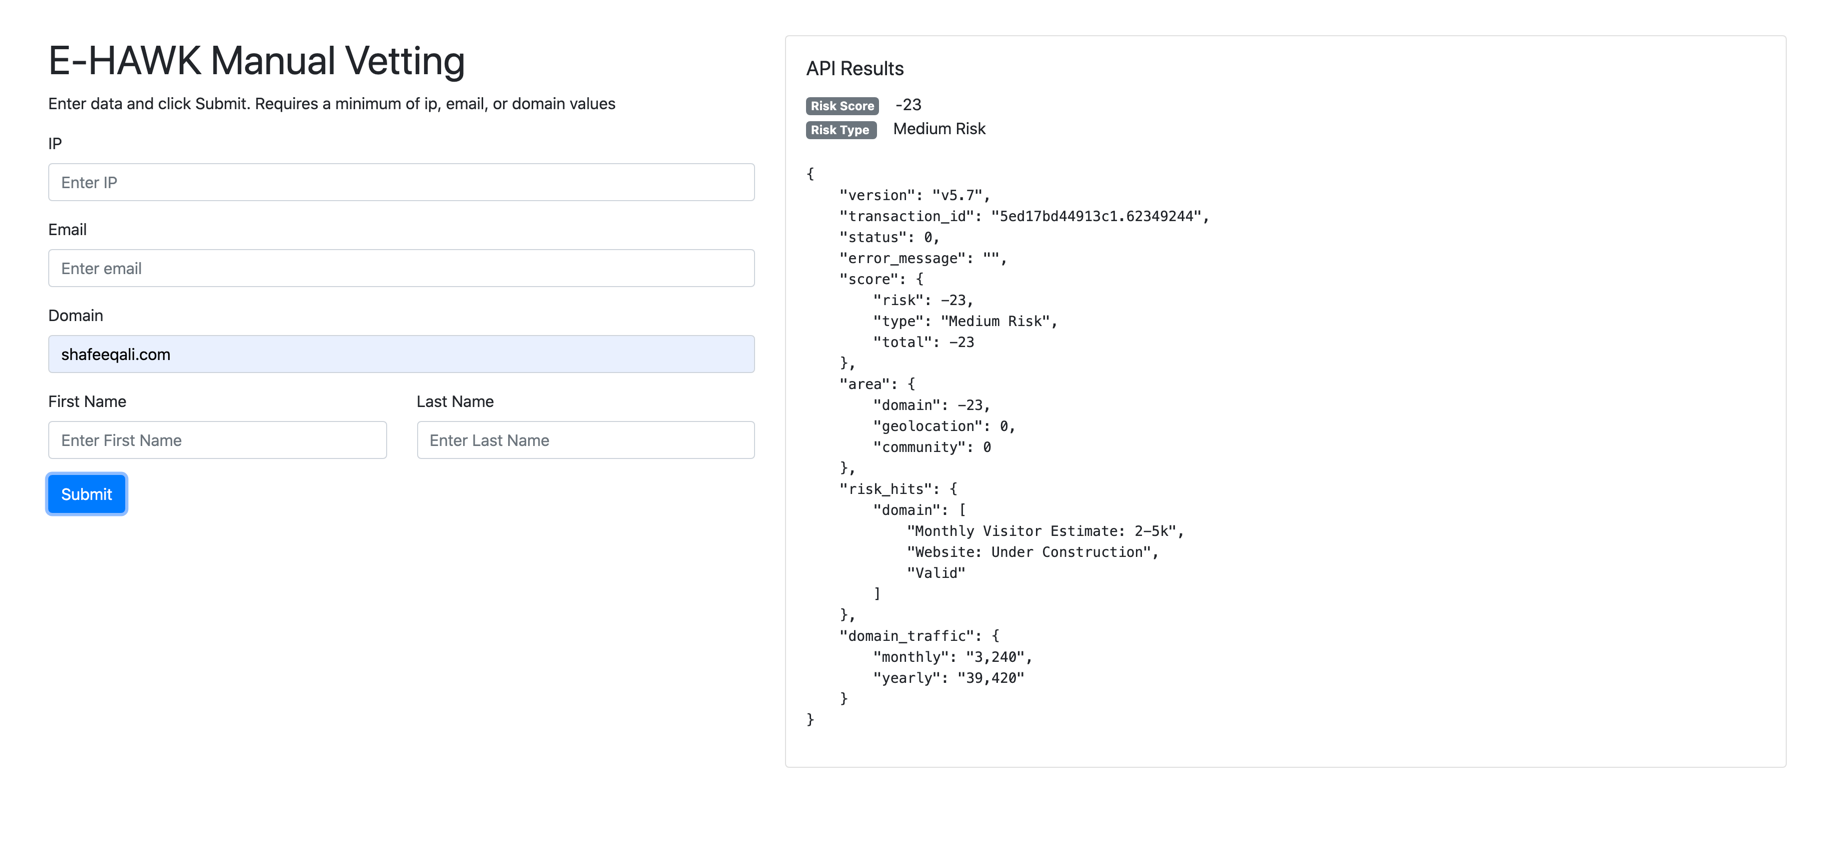 E-HAWK Manual Vetting
Enter data and click Submit. Requires a minimum of ip, email, or domain values
IP
Enter IP
Email
Enter email
Domain
shafeeqali.com
First Name
Last Name
Enter First Name
Enter Last Name
Submit
API Results
Risk Score -23
Risk Type Medium Risk
{
    "version": "v5.7",
    "transaction_id": "5ed17bd44913c1.62349244",
    "status": 0,
    "error_message": "",
    "score": {
        "risk": -23,
        "type": "Medium Risk",
        "total": -23
    },
    "area": {
        "domain": -23,
        "geolocation": 0,
        "community": 0
    },
    "risk_hits": {
        "domain": [
            "Monthly Visitor Estimate: 2-5k",
            "Website: Under Construction",
            "Valid"
        ]
    },
    "domain_traffic": {
        "monthly": "3,240",
        "yearly": "39,420"
    }
}